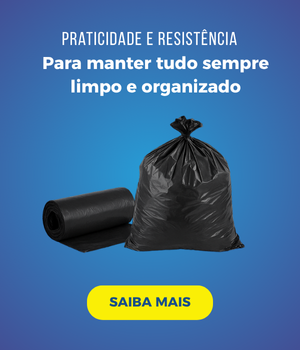 PRATICIDADE E RESISTÊNCIA
Para manter tudo sempre
limpo e organizado
SAIBA MAIS